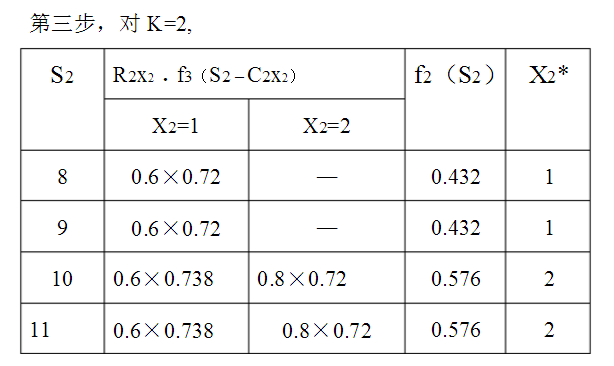 第三步，对 K=2,
S2 R2X2 · f3（S2 – C2X2） f2（S2） X2*
X2=1 X2=2
8 0.6×0.72 — 0.432 1
9 0.6×0.72 — 0.432 1
10 0.6×0.738 0.8×0.72 0.576 2
11 0.6×0.738 0.8×0.72 0.576 2